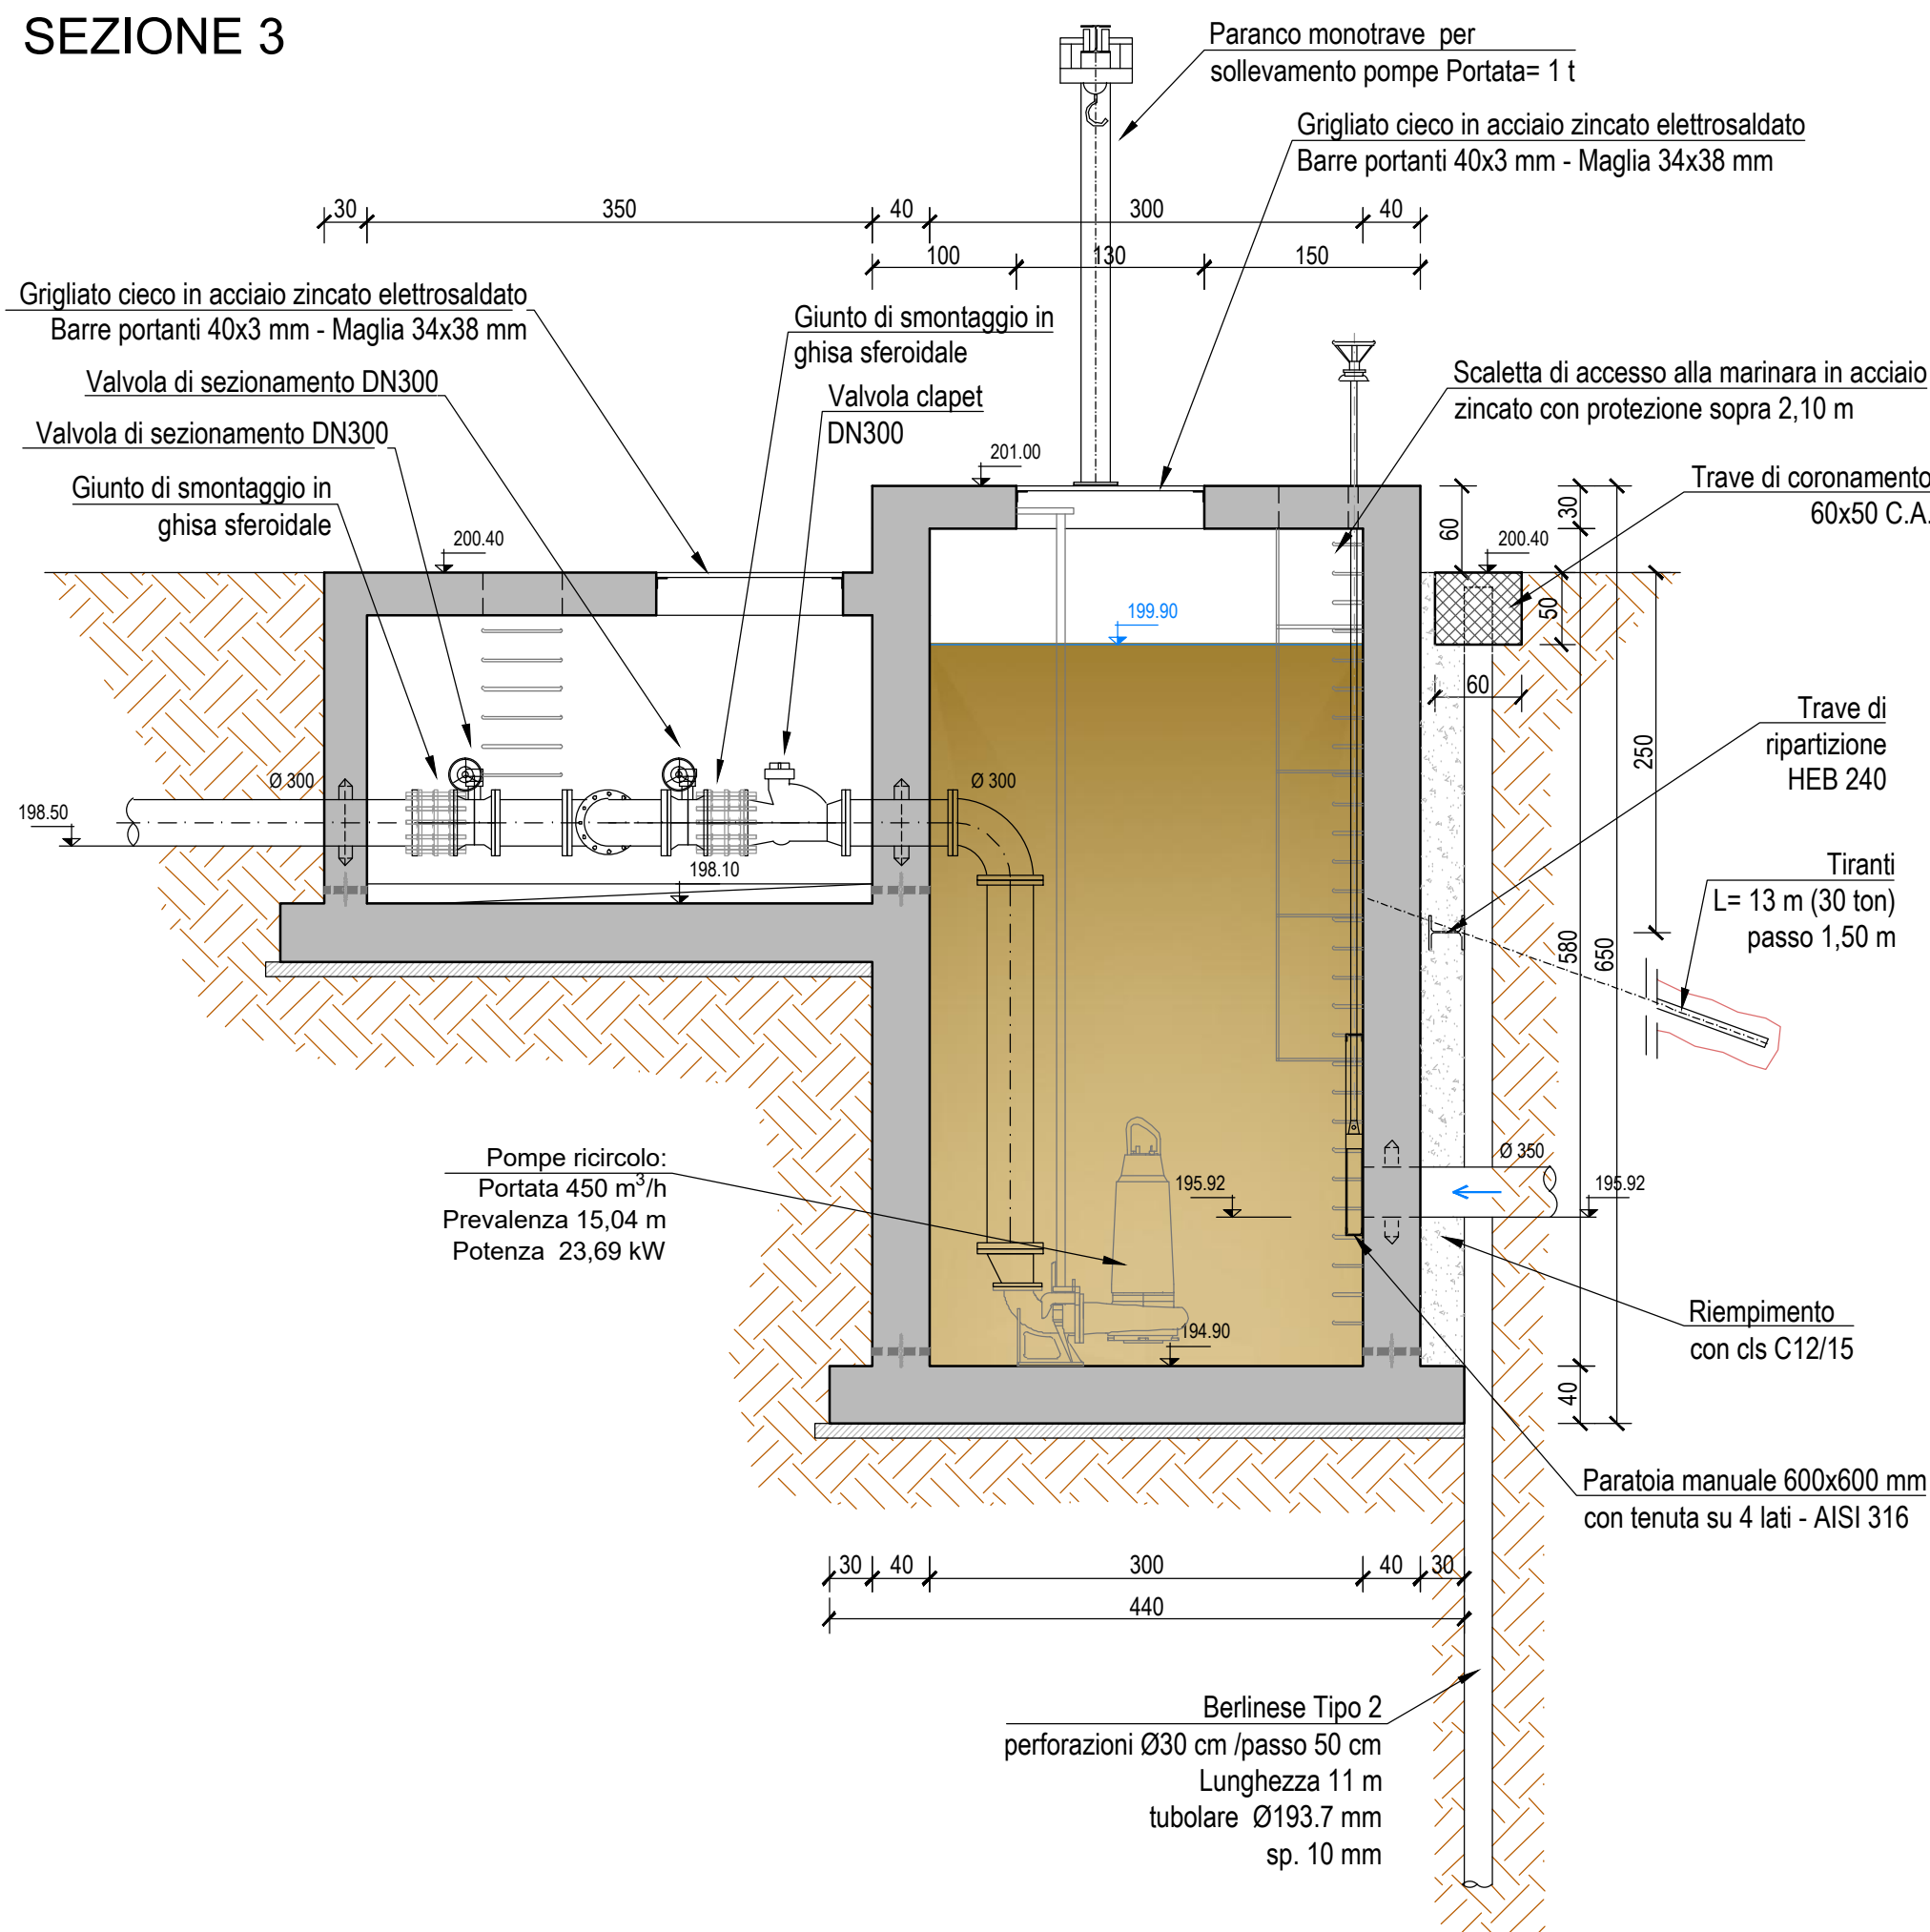 SEZIONE 3
Paranco monotrave per
sollevamento pompe Portata= 1 t
Grigliato cieco in acciaio zincato elettrosaldato
Barre portanti 40x3 mm - Maglia 34x38 mm
30
350
40
300
40
100
130
150
Grigliato cieco in acciaio zincato elettrosaldato
Barre portanti 40x3 mm - Maglia 34x38 mm
Giunto di smontaggio in
ghisa sferoidale
Valvola di sezionamento DN300
Valvola clapet
DN300
Scaletta di accesso alla marinara in acciaio
zincato con protezione sopra 2,10 m
Valvola di sezionamento DN300
201.00
Giunto di smontaggio in
ghisa sferoidale
Trave di coronamento
60x50 C.A.
60
30
200.40
200.40
50
199.90
60
250
Trave di
ripartizione
HEB 240
Ø 300
Ø 300
198.50
198.10
Tiranti
L= 13 m (30 ton)
passo 1,50 m
580
650
Pompe ricircolo:
Portata 450 m³/h
Prevalenza 15,04 m
Potenza 23,69 kW
Ø 350
195.92
195.92
194.90
Riempimento
con cls C12/15
40
Paratoia manuale 600x600 mm
con tenuta su 4 lati - AISI 316
30
40
300
40
30
440
Berlinese Tipo 2
perforazioni Ø30 cm /passo 50 cm
Lunghezza 11 m
tubolare Ø193.7 mm
sp. 10 mm